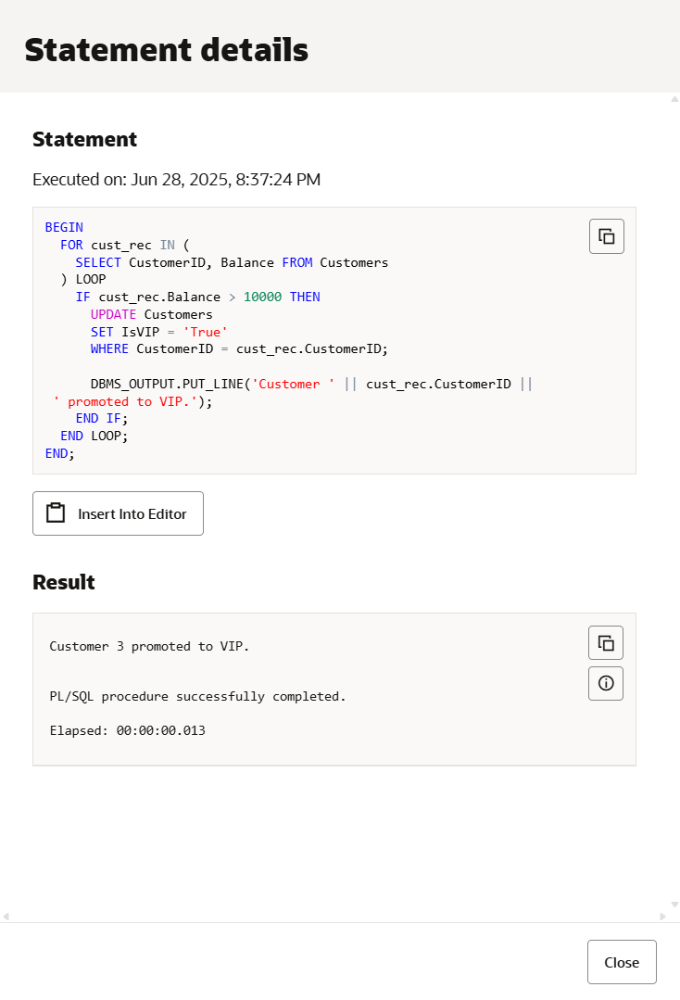 Statement details
Statement
Executed on: Jun 28, 2025, 8:37:24 PM
BEGIN
  FOR cust_rec IN (
    SELECT CustomerID, Balance FROM Customers
  ) LOOP
    IF cust_rec.Balance > 10000 THEN
      UPDATE Customers
      SET IsVIP = 'True'
      WHERE CustomerID = cust_rec.CustomerID;

      DBMS_OUTPUT.PUT_LINE('Customer ' || cust_rec.CustomerID ||
 ' promoted to VIP.');
    END IF;
  END LOOP;
END;
Insert Into Editor
Result
Customer 3 promoted to VIP.
PL/SQL procedure successfully completed.
Elapsed: 00:00:00.013
Close